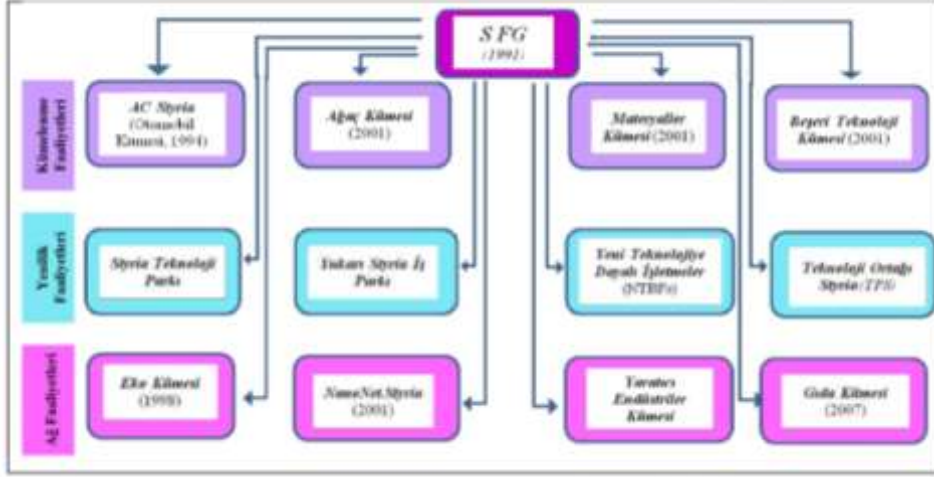 SFG
(1991)
Kümelenme
Faaliyetleri
AC Styria
(Otomobil
Kümesi, 1994)
Ağaç Kümesi
(2001)
Materyaller
Kümesi (2001)
Beşeri Teknoloji
Kümesi (2001)
Yenilik
Faaliyetleri
Styria Teknoloji
Parkı
Yukarı Styria İş
Parkı
Yeni Teknolojiye
Dayalı İşletmeler
(NTBFs)
Teknoloji Ortağı
Styria (TPS)
Ağ Faaliyetleri
Eko Kümesi
(1998)
NanoNet.Styria
(2001)
Yaratıcı
Endüstriler
Kümesi
Gıda Kümesi
(2007)